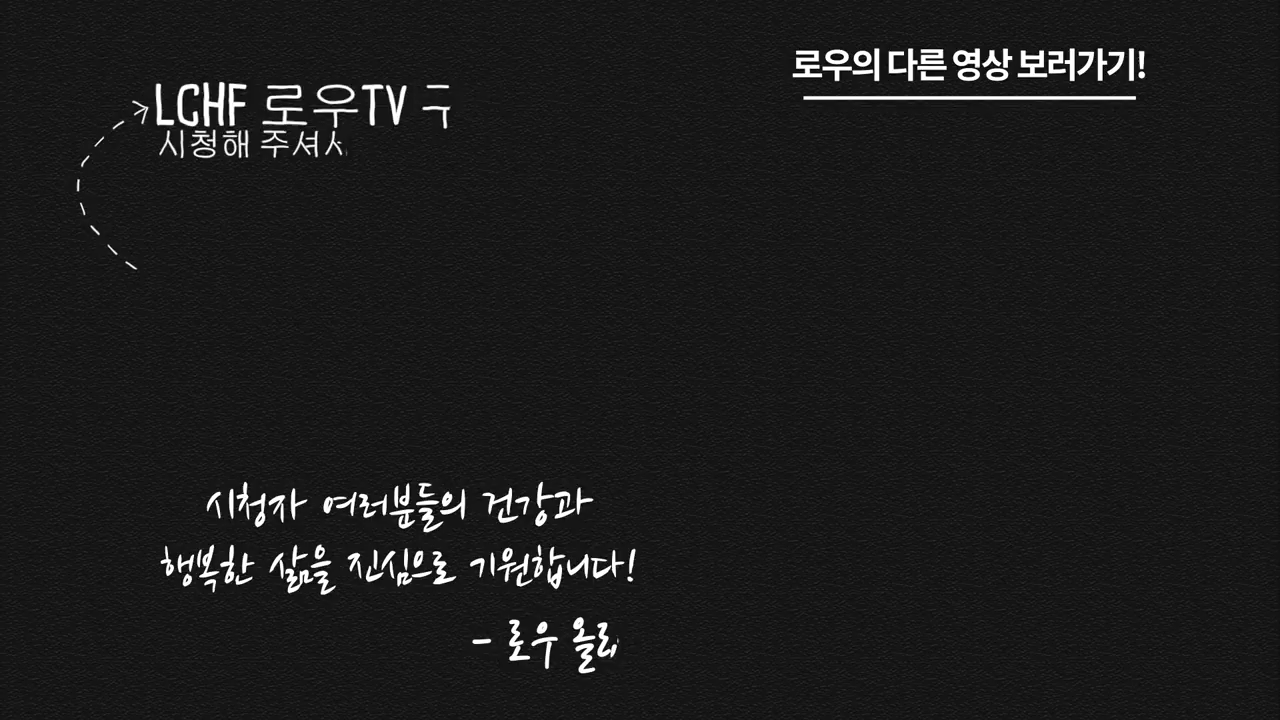 LCHF 로우TV
시청해
로우의 다른 영상 보러가기!
시청자 여러분들의 건강과
행복한 삶을 진심으로 기원합니다!
- 로우